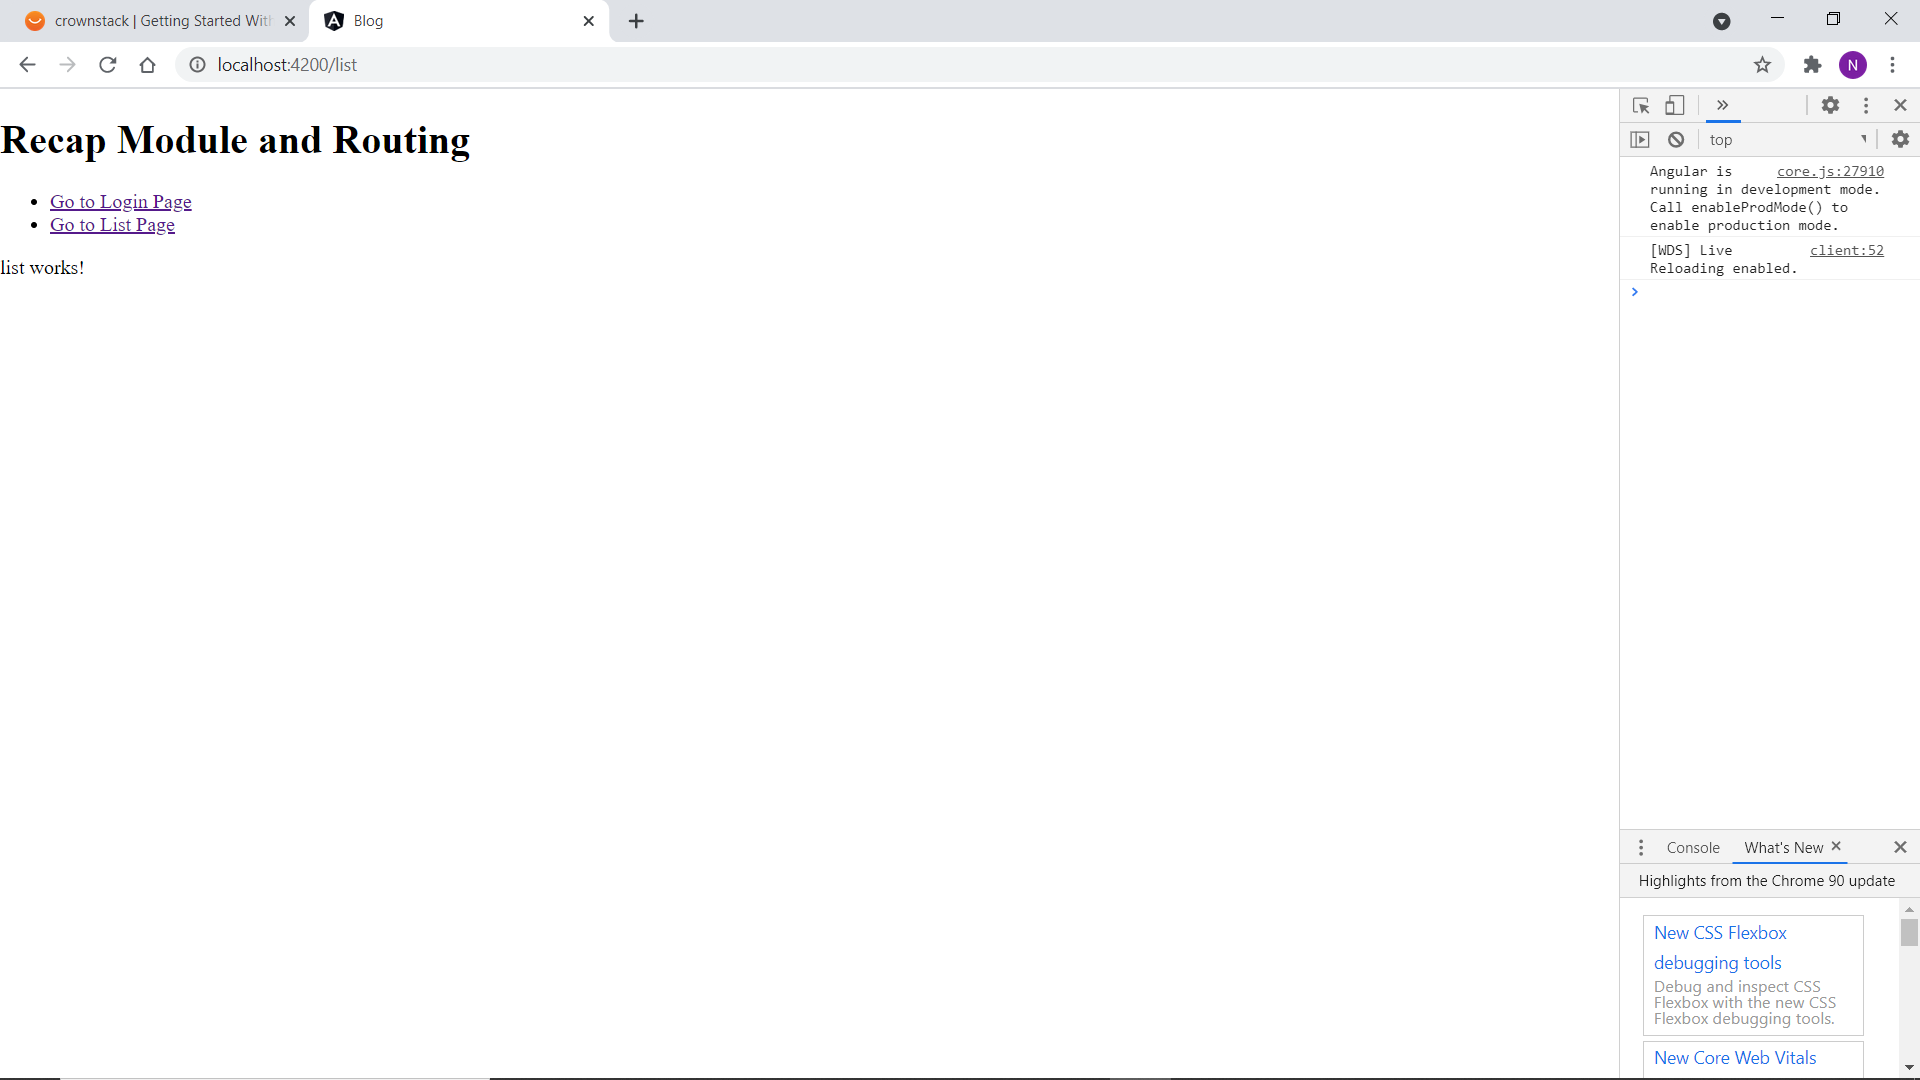 crownstack | Getting Started With
Blog
localhost:4200/list
N
Recap Module and Routing
Go to Login Page
Go to List Page
list works!
top
Angular is core.js:27910
running in development mode.
Call enableProdMode() to
enable production mode.
[WDS] Live client:52
Reloading enabled.
Console What's New
Highlights from the Chrome 90 update
New CSS Flexbox
debugging tools
Debug and inspect CSS
Flexbox with the new CSS
Flexbox debugging tools.
New Core Web Vitals